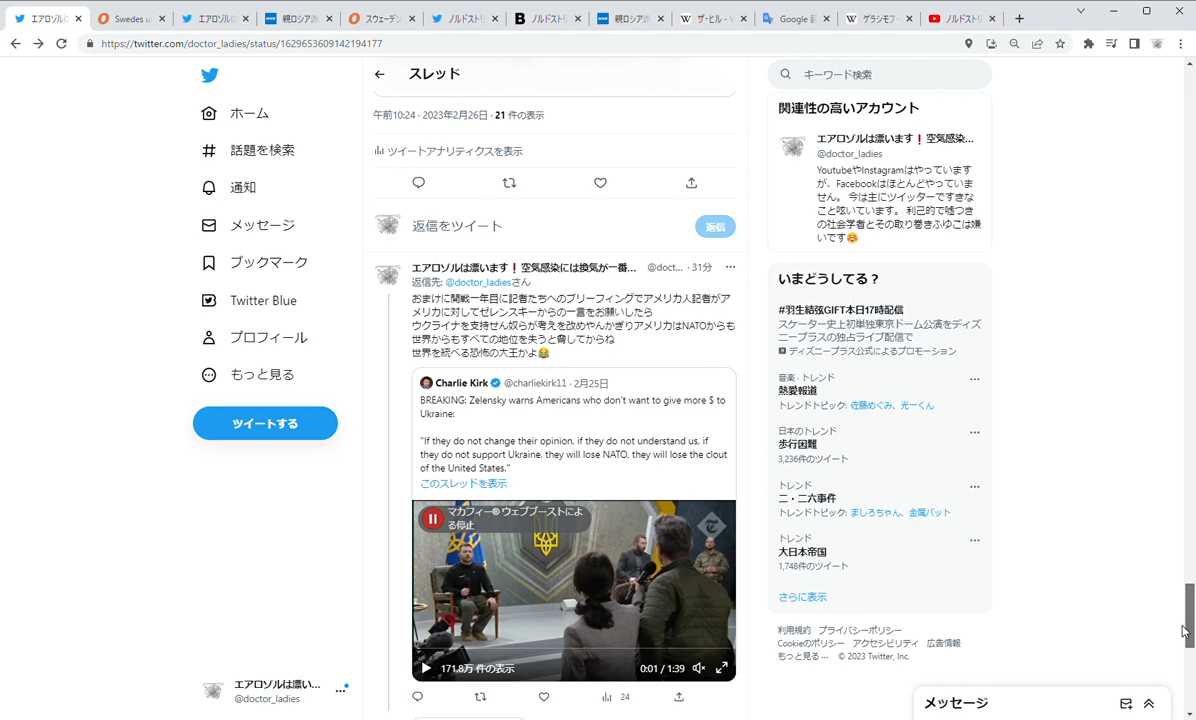 エアロゾルは
Swedes u
エアロゾルに
親ロシア派
スウェーデン
ノルドストリ
ノルドストリ
親ロシア派
ザ・ヒル - W
Google 翻
ゲラシモフ
ノルドストリ
https://twitter.com/doctor_ladies/status/1629653609142194177
ホーム
話題を検索
通知
メッセージ
ブックマーク
Twitter Blue
プロフィール
もっと見る
ツイートする
エアロゾルは漂い...
@doctor_ladies
スレッド
午前10:24 · 2023年2月26日 · 21 件の表示
ツイートアナリティクスを表示
返信をツイート
返信
エアロゾルは漂います❗空気感染には換気が一番... @doct... · 31分
返信先: @doctor_ladiesさん
おまけに開戦一年目に記者たちへのブリーフィングでアメリカ人記者がア
メリカに対してゼレンスキーからの一言をお願いしたら
ウクライナを支持せん奴らが考えを改めやんかぎりアメリカはNATOからも
世界からもすべての地位を失うと脅してからね
世界を統べる恐怖の大王かよ😂
Charlie Kirk @charliekirk11 · 2月25日
BREAKING: Zelensky warns Americans who don't want to give more $ to
Ukraine:
"If they do not change their opinion, if they do not understand us, if
they do not support Ukraine, they will lose NATO, they will lose the clout
of the United States."
このスレッドを表示
マカフィー® ウェブブーストによ
る停止
171.8万 件の表示
0:01 / 1:39
24
キーワード検索
関連性の高いアカウント
エアロゾルは漂います❗空気感染...
@doctor_ladies
YoutubeやInstagramはやっています
が、Facebookはほとんどやっていま
せん。 今は主にツイッターですきな
こと呟いています。 利己的で嘘つき
の社会学者とその取り巻きふゆこは嫌
いです🥰
いまどうしてる？
#羽生結弦GIFT本日17時配信
スケーター史上初単独東京ドーム公演をディズ
ニープラスの独占ライブ配信で
ディズニープラス公式によるプロモーション
音楽 · トレンド
熱愛報道
トレンドトピック: 佐藤めぐみ、光一くん
日本のトレンド
歩行困難
3,236件のツイート
トレンド
二・二六事件
トレンドトピック: ましろちゃん、金属バット
トレンド
大日本帝国
1,748件のツイート
さらに表示
利用規約 プライバシーポリシー
Cookieのポリシー アクセシビリティ 広告情報
もっと見る ··· © 2023 Twitter, Inc.
メッセージ